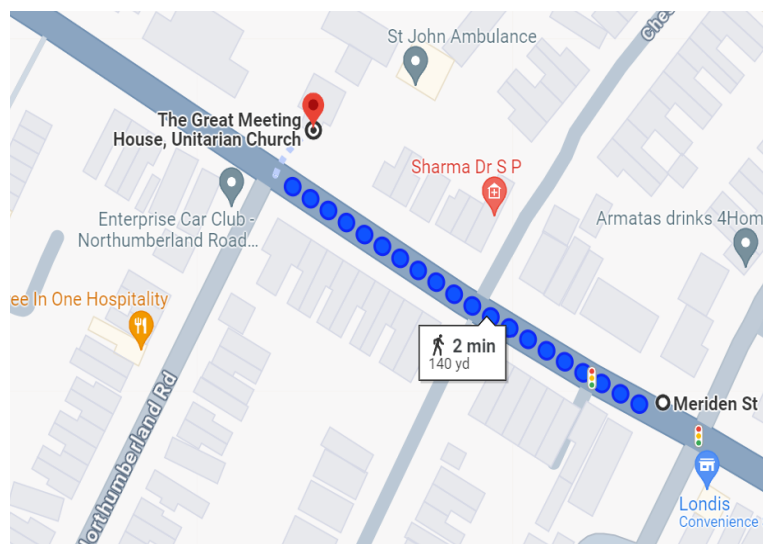 St John Ambulance
Che
The Great Meeting
House, Unitarian Church
Sharma Dr S P
Enterprise Car Club -
Northumberland Road...
Armatas drinks 4Hom
ee In One Hospitality
2 min
140 yd
Northumberland Rd
Meriden St
Londis
Convenience